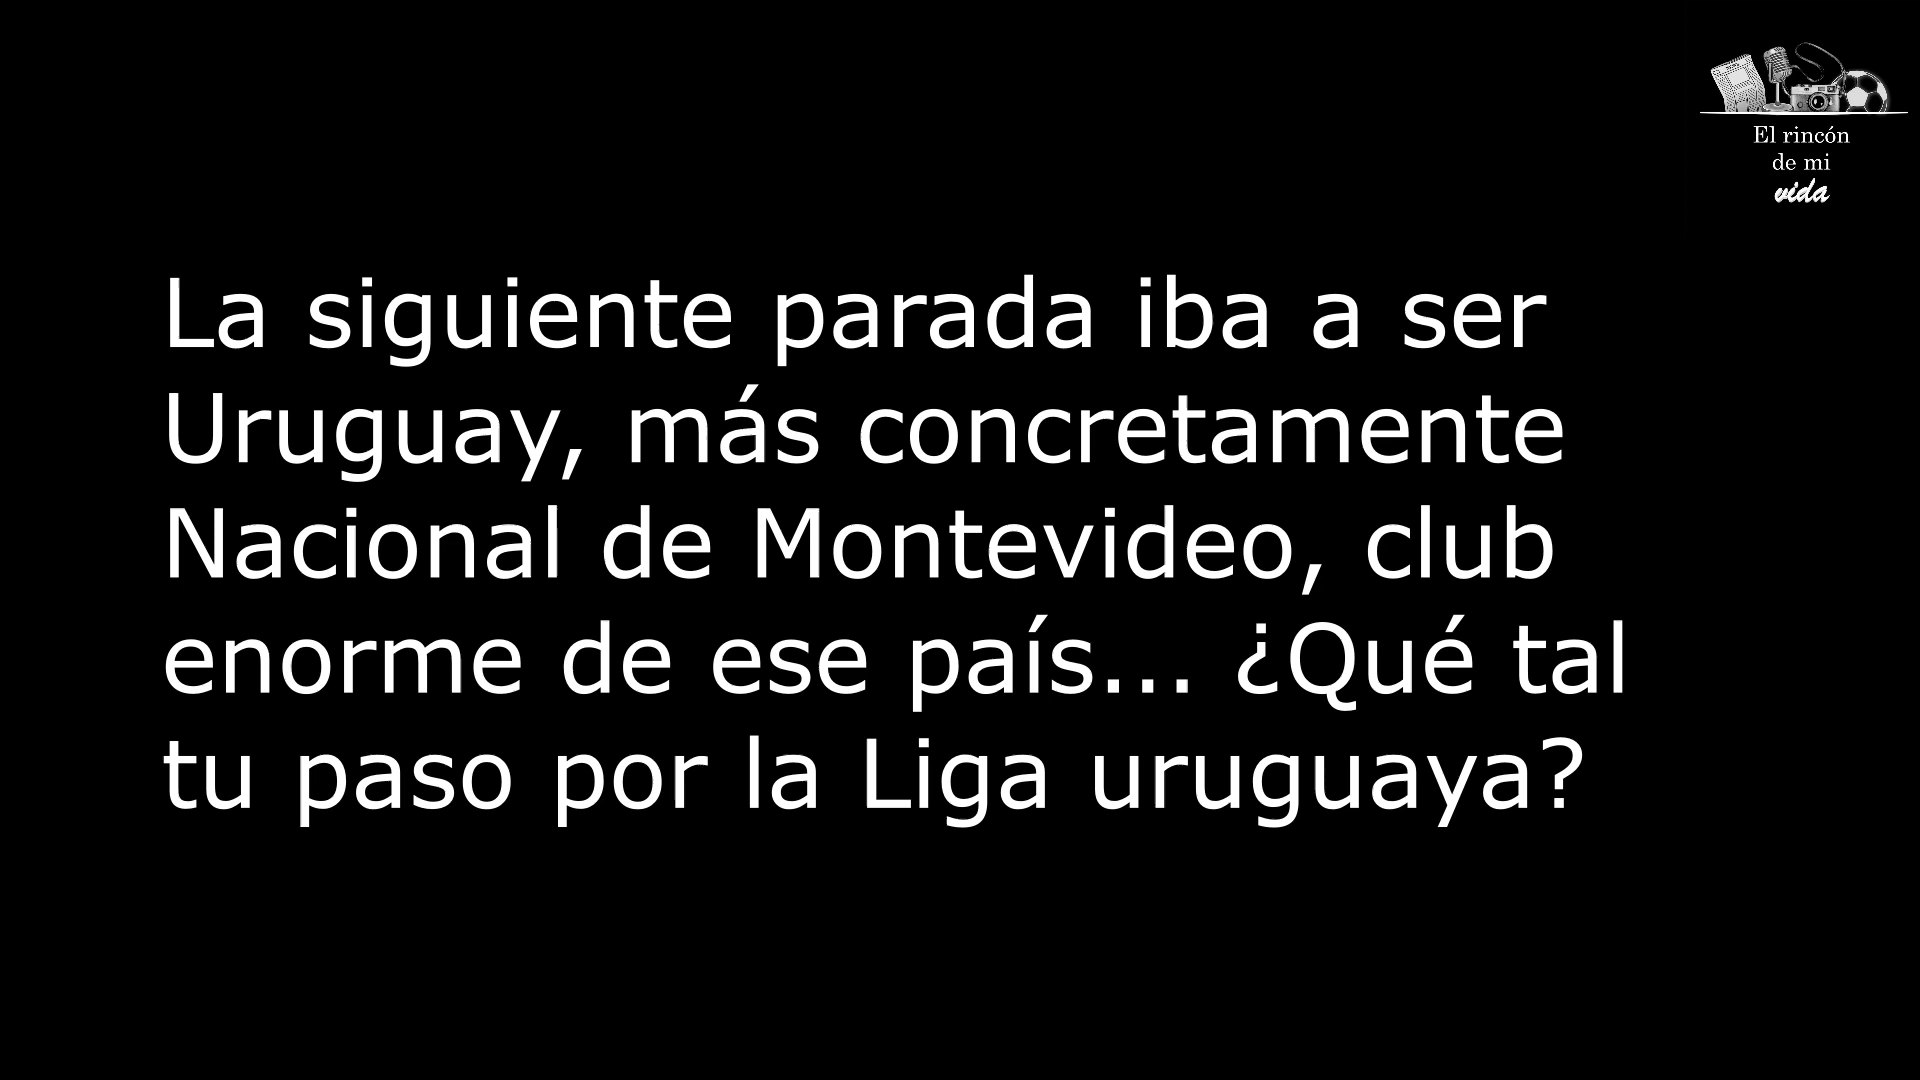 El rincón
de mi
vida
La siguiente parada iba a ser
Uruguay, más concretamente
Nacional de Montevideo, club
enorme de ese país... ¿Qué tal
tu paso por la Liga uruguaya?